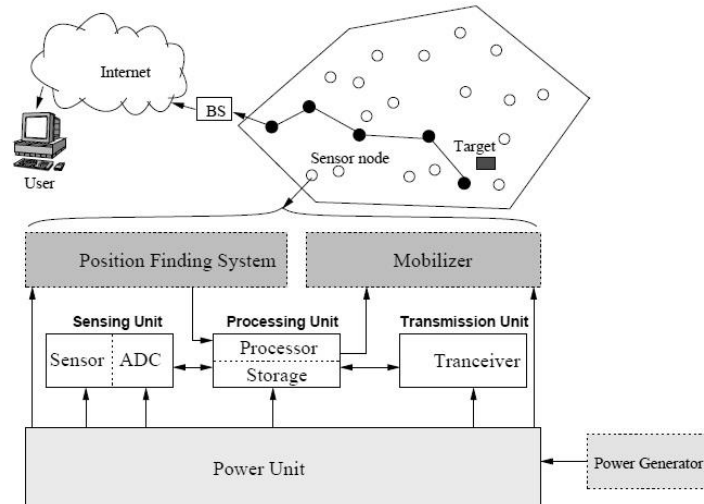 Internet
BS
User
Sensor node
Target
Position Finding System
Mobilizer
Sensing Unit
Processing Unit
Transmission Unit
Sensor
ADC
Processor
Storage
Tranceiver
Power Unit
Power Generator